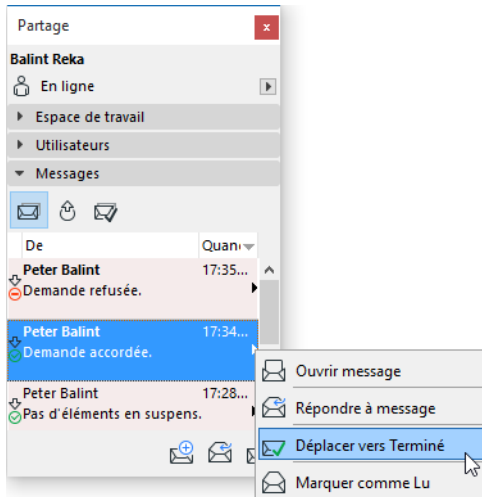 Partage
Balint Reka
En ligne
Espace de travail
Utilisateurs
Messages
De Quan
Peter Balint 17:35...
Demande refusée.
Peter Balint 17:34...
Demande accordée.
Peter Balint 17:28...
Pas d'éléments en suspens.
Ouvrir message
Répondre à message
Déplacer vers Terminé
Marquer comme Lu